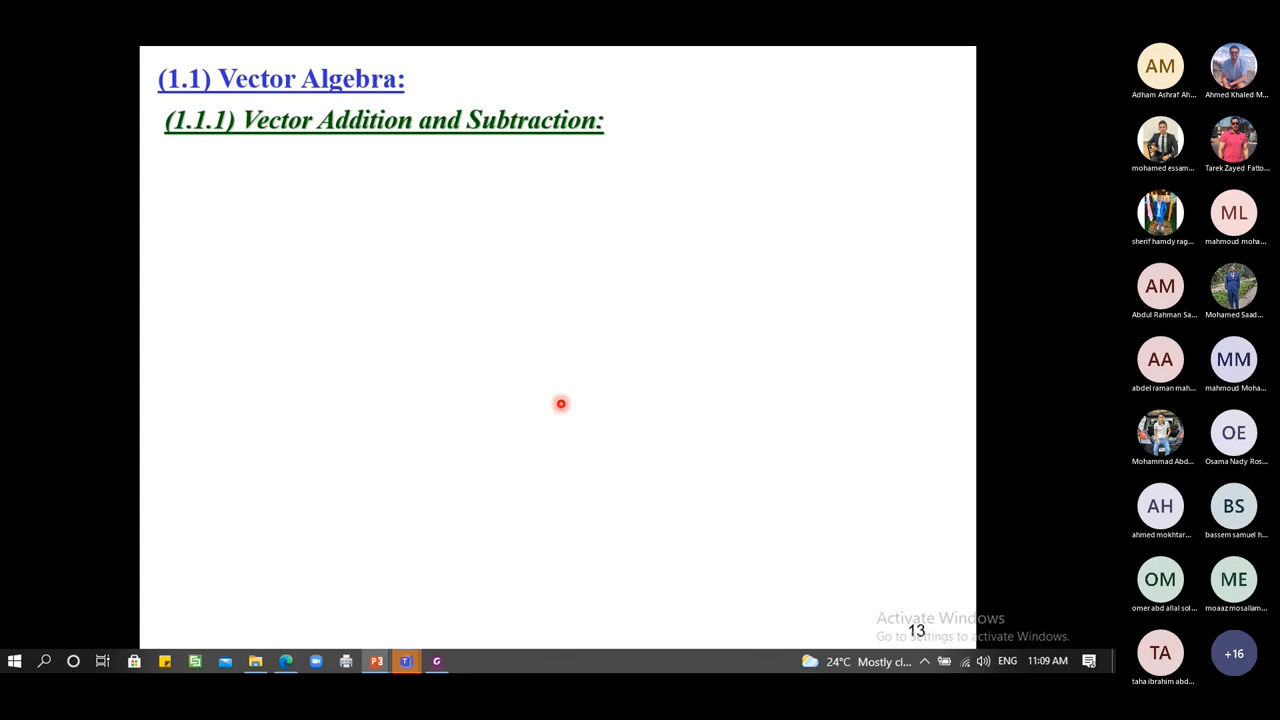 (1.1) Vector Algebra:
(1.1.1) Vector Addition and Subtraction:
13
Activate Windows
Go to Settings to activate Windows.
24°C Mostly cl...
ENG
11:09 AM
AM
Adham Ashraf Ah...
Ahmed Khaled M...
mohamed essam...
Tarek Zayed Fatto...
sherif hamdy rag...
ML
mahmoud moha...
AM
Abdul Rahman Sa...
Mohamed Saad...
AA
abdel raman mah...
MM
mahmoud Moha...
Mohammad Abd...
OE
Osama Nady Ros...
AH
ahmed mokhtar...
BS
bassem samuel h...
OM
omer abd allal sol...
ME
moaaz mosallam...
TA
taha ibrahim abd...
+16